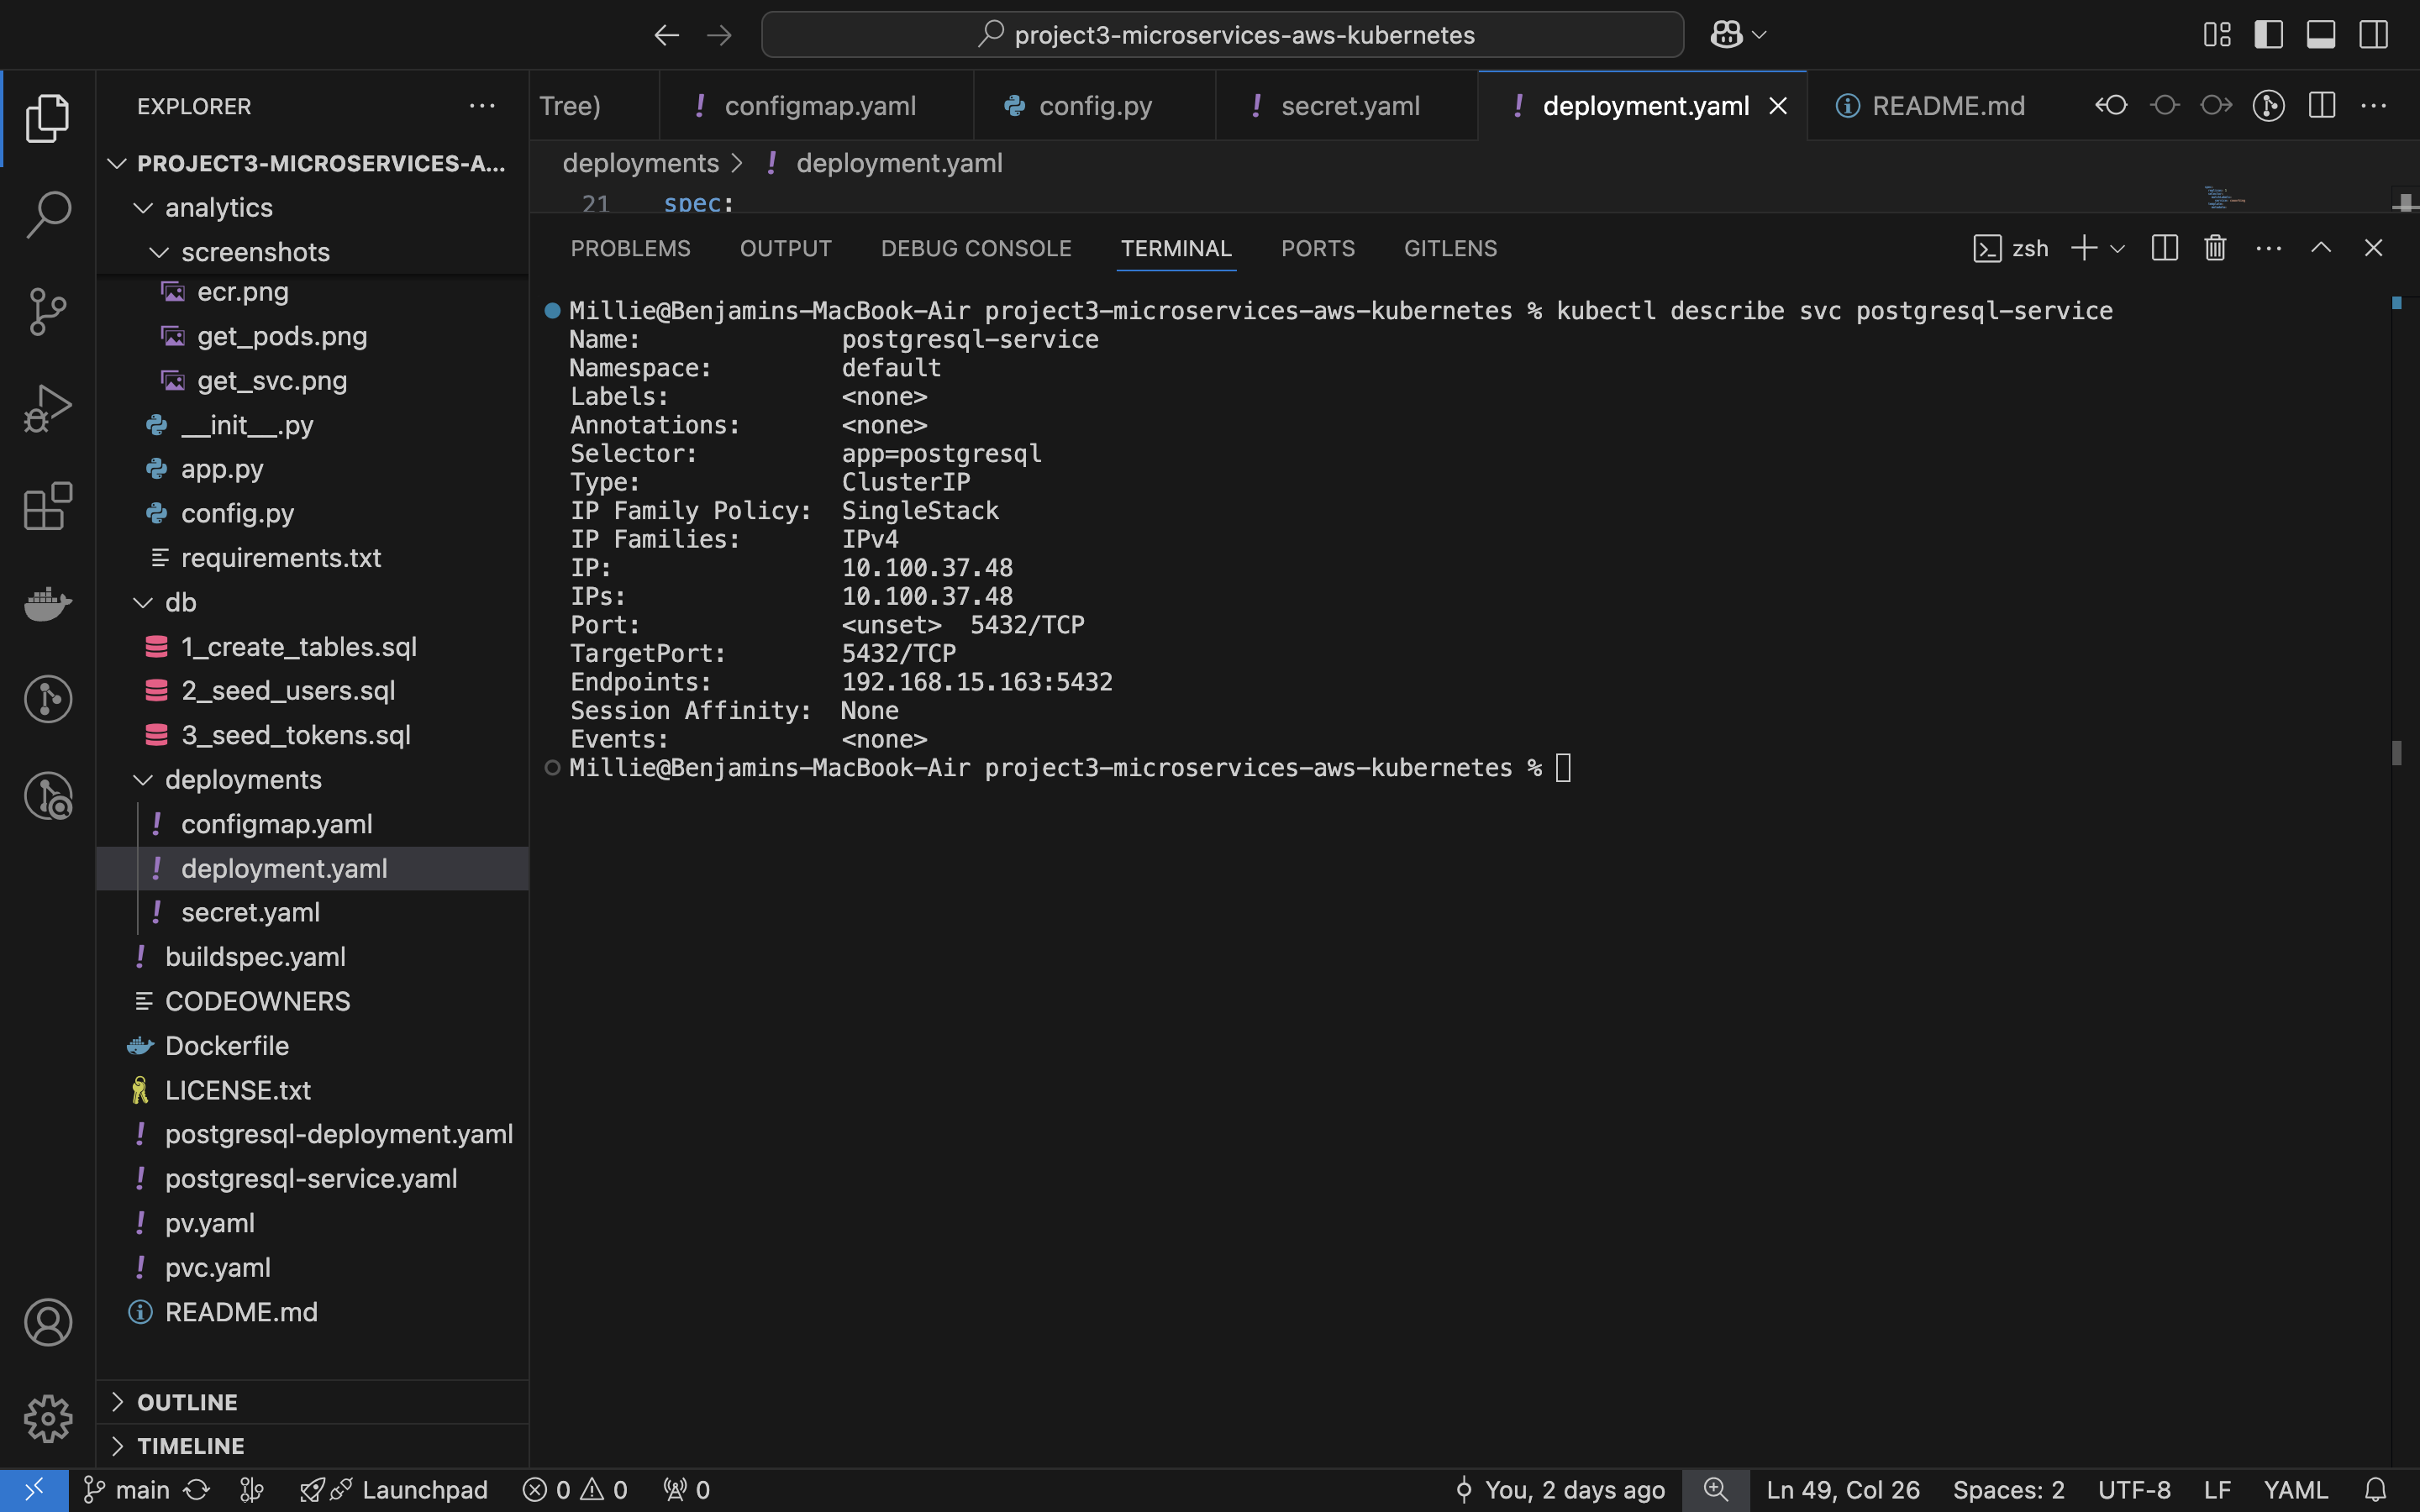 project3-microservices-aws-kubernetes
EXPLORER
PROJECT3-MICROSERVICES-A...
analytics
screenshots
ecr.png
get_pods.png
get_svc.png
__init__.py
app.py
config.py
requirements.txt
db
1_create_tables.sql
2_seed_users.sql
3_seed_tokens.sql
deployments
configmap.yaml
deployment.yaml
secret.yaml
buildspec.yaml
CODEOWNERS
Dockerfile
LICENSE.txt
postgresql-deployment.yaml
postgresql-service.yaml
pv.yaml
pvc.yaml
README.md
OUTLINE
TIMELINE
Tree) configmap.yaml config.py secret.yaml deployment.yaml README.md
deployments > deployment.yaml
21 spec:
PROBLEMS OUTPUT DEBUG CONSOLE TERMINAL PORTS GITLENS zsh
Millie@Benjamins-MacBook-Air project3-microservices-aws-kubernetes % kubectl describe svc postgresql-service
Name: postgresql-service
Namespace: default
Labels: <none>
Annotations: <none>
Selector: app=postgresql
Type: ClusterIP
IP Family Policy: SingleStack
IP Families: IPv4
IP: 10.100.37.48
IPs: 10.100.37.48
Port: <unset> 5432/TCP
TargetPort: 5432/TCP
Endpoints: 192.168.15.163:5432
Session Affinity: None
Events: <none>
Millie@Benjamins-MacBook-Air project3-microservices-aws-kubernetes %
main Launchpad 0 0 0 You, 2 days ago Ln 49, Col 26 Spaces: 2 UTF-8 LF YAML